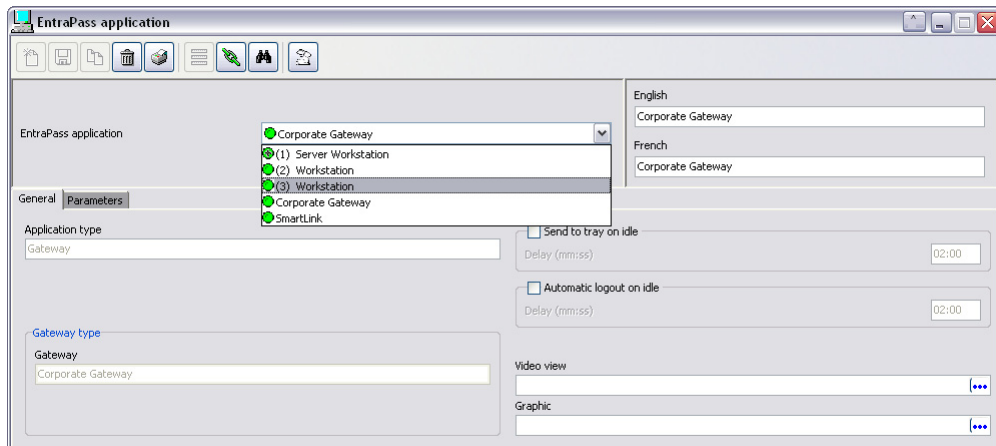 EntraPass application
English
Corporate Gateway
EntraPass application
Corporate Gateway
French
Corporate Gateway
(1) Server Workstation
(2) Workstation
(3) Workstation
Corporate Gateway
SmartLink
General
Parameters
Application type
Gateway
Send to tray on idle
Delay (mm:ss)
02:00
Automatic logout on idle
Delay (mm:ss)
02:00
Gateway type
Gateway
Corporate Gateway
Video view
Graphic